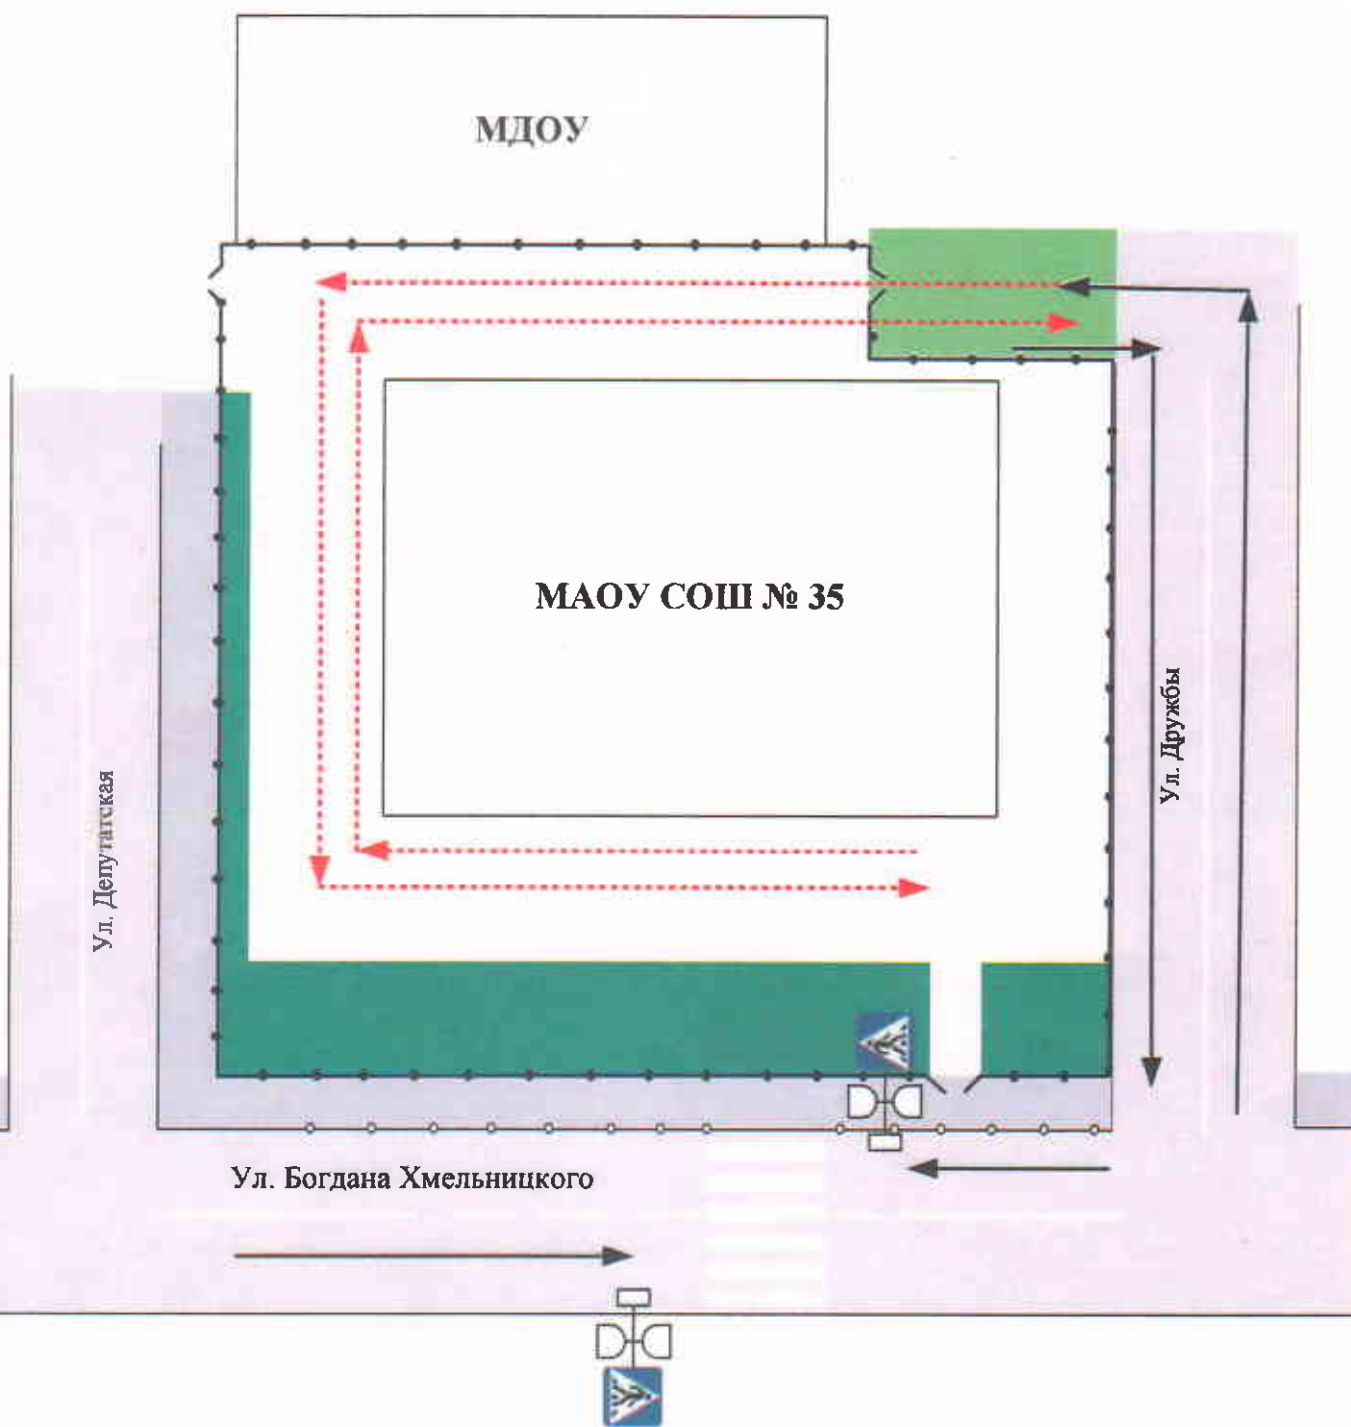 МДОУ
МАОУ СОШ № 35
Ул. Дружбы
Ул. Депутатская
Ул. Богдана Хмельницкого